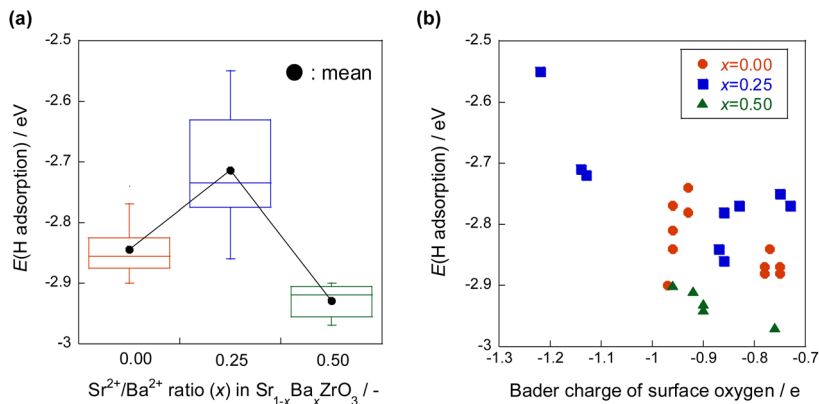 (a)
-2.5
-2.6
-2.7
-2.8
-2.9
-3
E(H adsorption) / eV
: mean
0.00 0.25 0.50
Sr²⁺/Ba²⁺ ratio (x) in Sr₁₋ₓBaₓZrO₃ / -
(b)
-2.5
-2.6
-2.7
-2.8
-2.9
-3
E(H adsorption) / eV
x=0.00
x=0.25
x=0.50
-1.3 -1.2 -1.1 -1 -0.9 -0.8 -0.7
Bader charge of surface oxygen / e